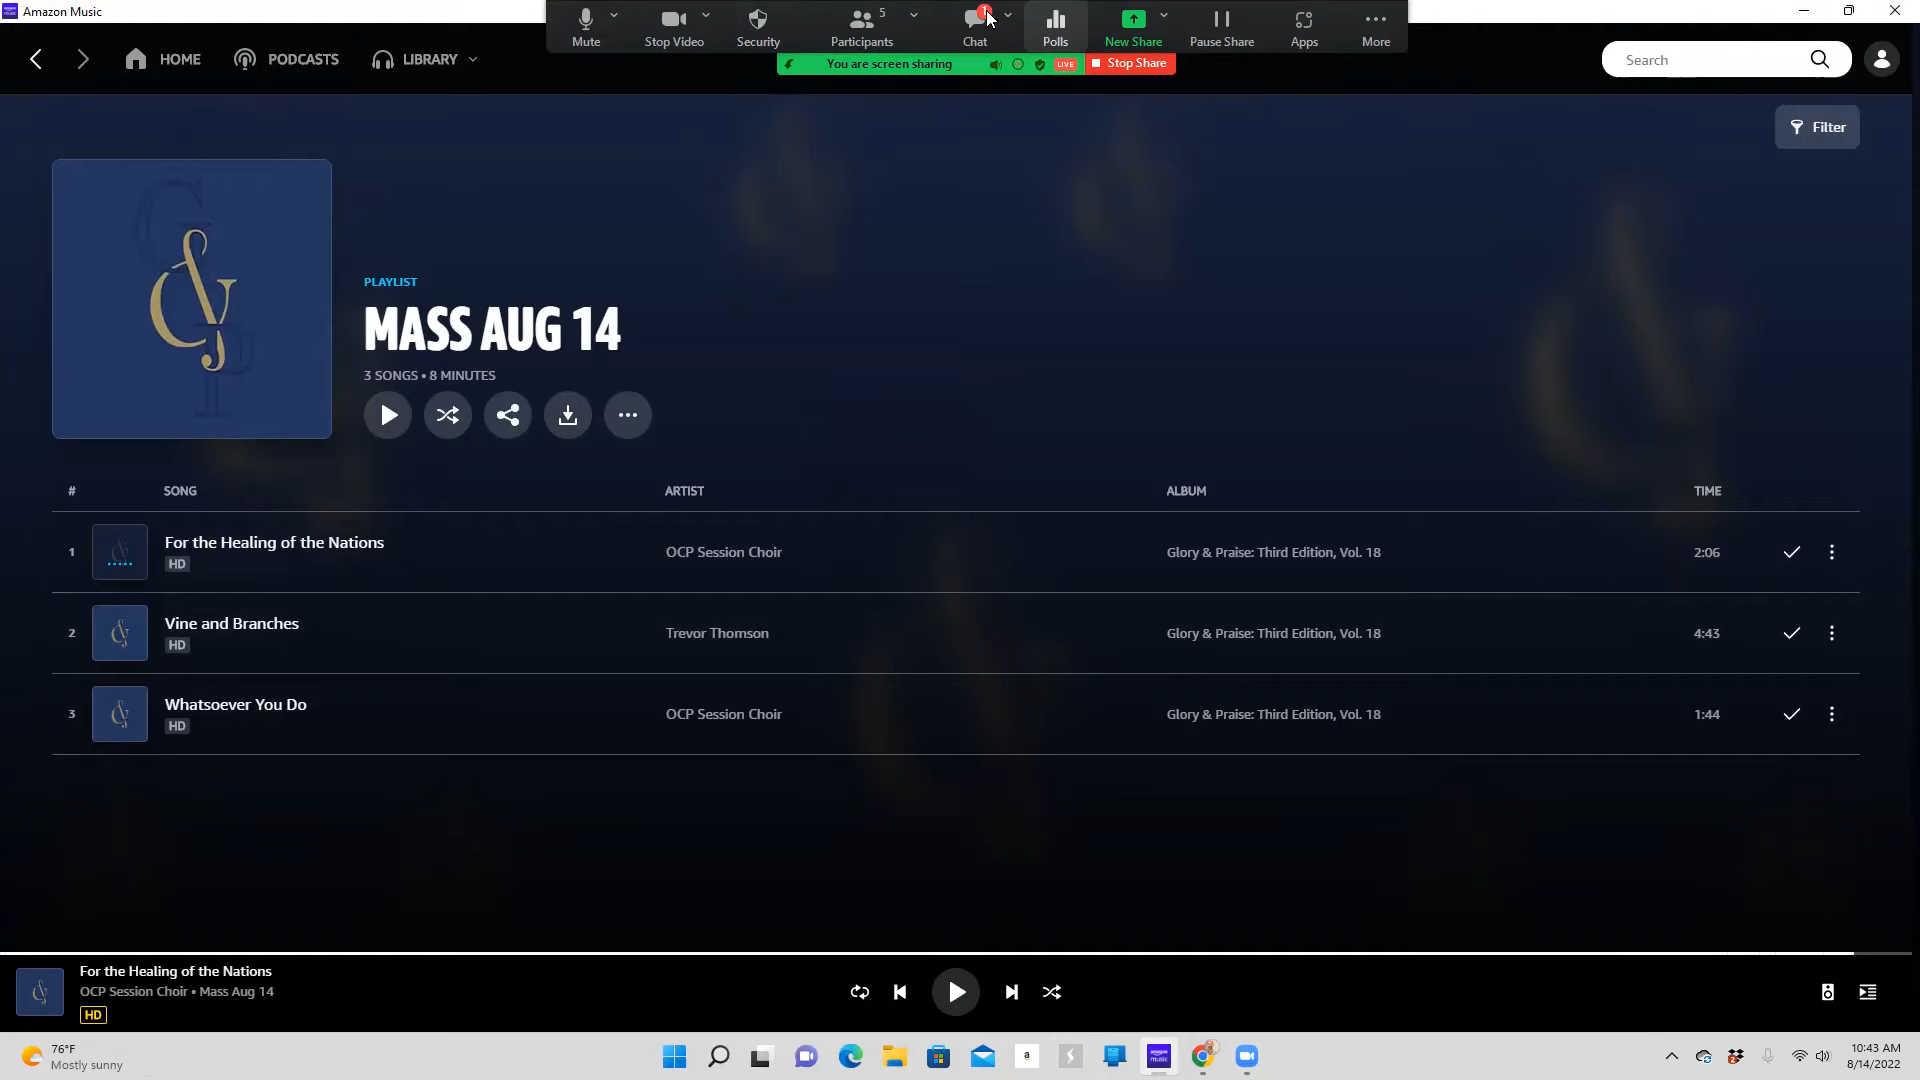 Amazon Music
Mute
Stop Video
Security
5
Participants
1
Chat
Polls
New Share
Pause Share
Apps
More
You are screen sharing
LIVE
Stop Share
HOME
PODCASTS
LIBRARY
Search
Filter
PLAYLIST
MASS AUG 14
3 SONGS • 8 MINUTES
# SONG ARTIST ALBUM TIME
1 For the Healing of the Nations OCP Session Choir Glory & Praise: Third Edition, Vol. 18 2:06
HD
2 Vine and Branches Trevor Thomson Glory & Praise: Third Edition, Vol. 18 4:43
HD
3 Whatsoever You Do OCP Session Choir Glory & Praise: Third Edition, Vol. 18 1:44
HD
For the Healing of the Nations
OCP Session Choir • Mass Aug 14
HD
76°F
Mostly sunny
10:43 AM
8/14/2022